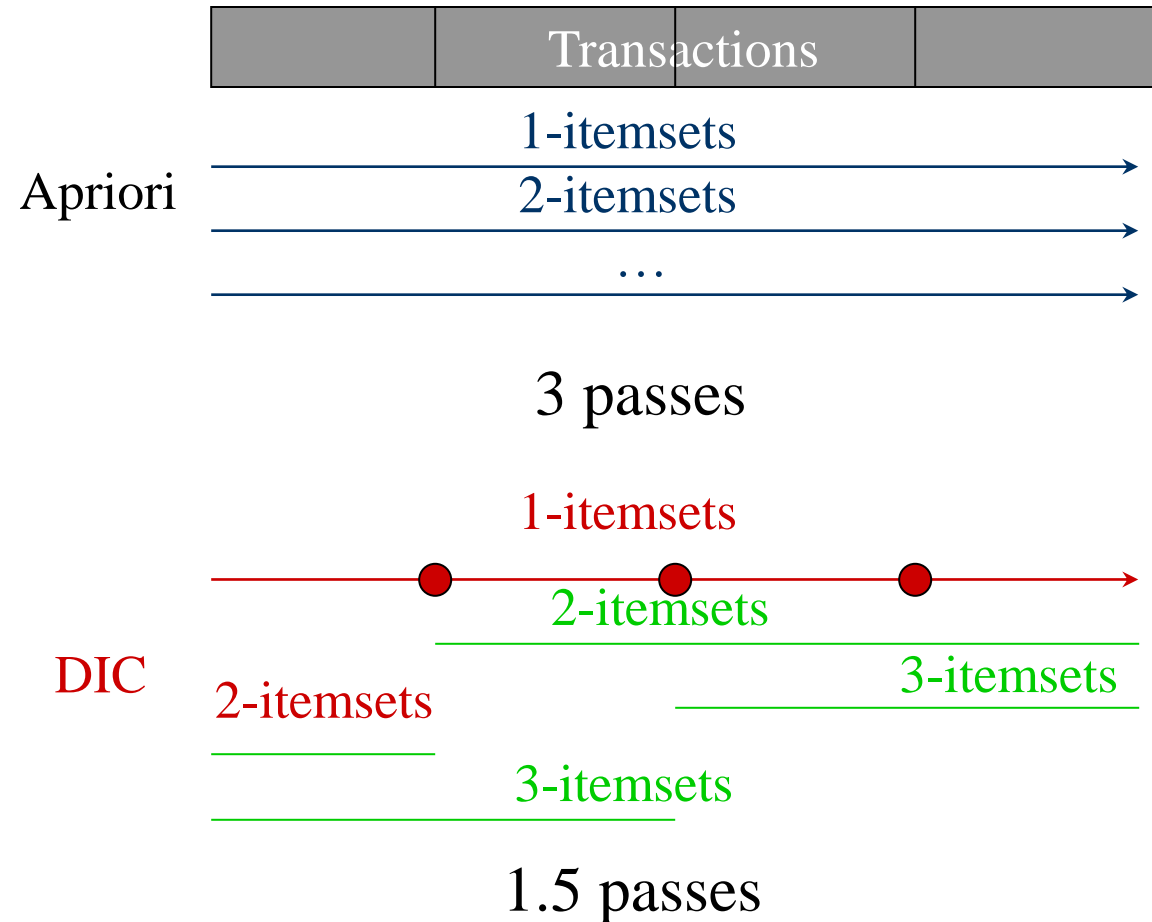 Transactions
1-itemsets
Apriori
2-itemsets
…
3 passes
1-itemsets
2-itemsets
DIC
3-itemsets
2-itemsets
3-itemsets
1.5 passes